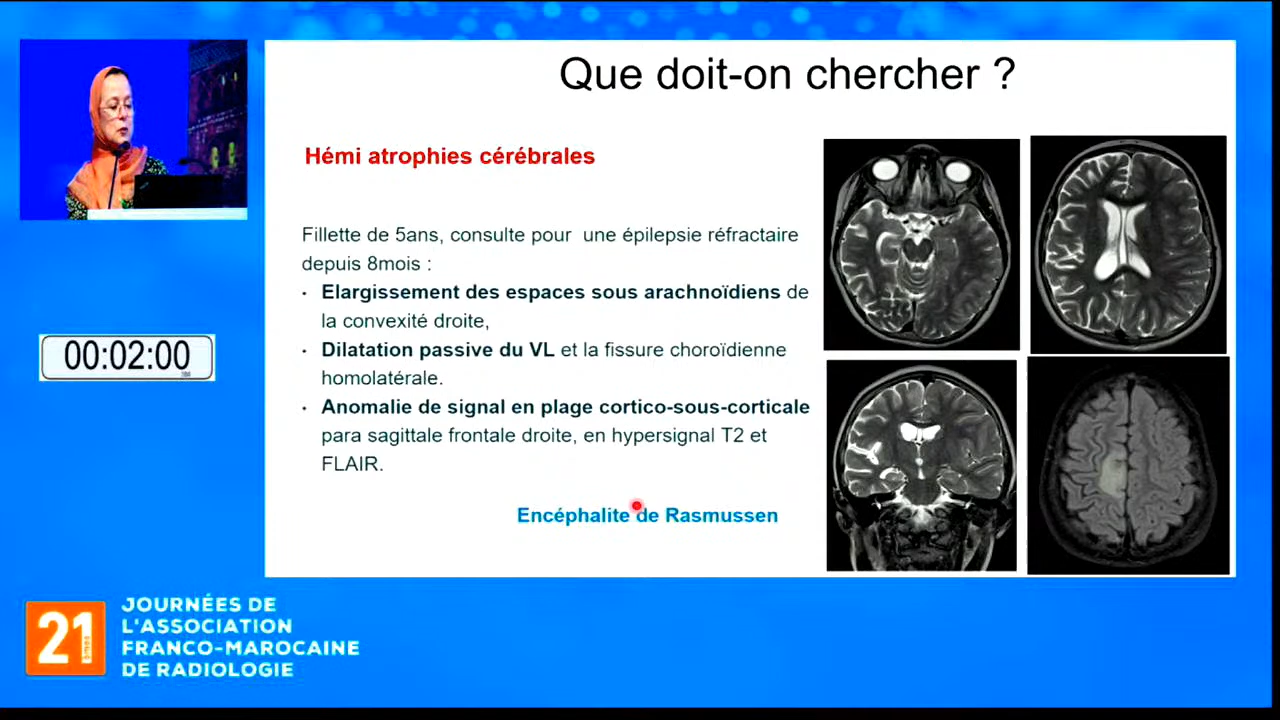 Que doit-on chercher ?
Hémi atrophies cérébrales
Fillette de 5ans, consulte pour une épilepsie réfractaire
depuis 8mois :
• Elargissement des espaces sous arachnoïdiens de
la convexité droite,
• Dilatation passive du VL et la fissure choroïdienne
homolatérale.
• Anomalie de signal en plage cortico-sous-corticale
para sagittale frontale droite, en hypersignal T2 et
FLAIR.
Encéphalite de Rasmussen
00:02:00
21 èmes
JOURNÉES DE
L'ASSOCIATION
FRANCO-MAROCAINE
DE RADIOLOGIE